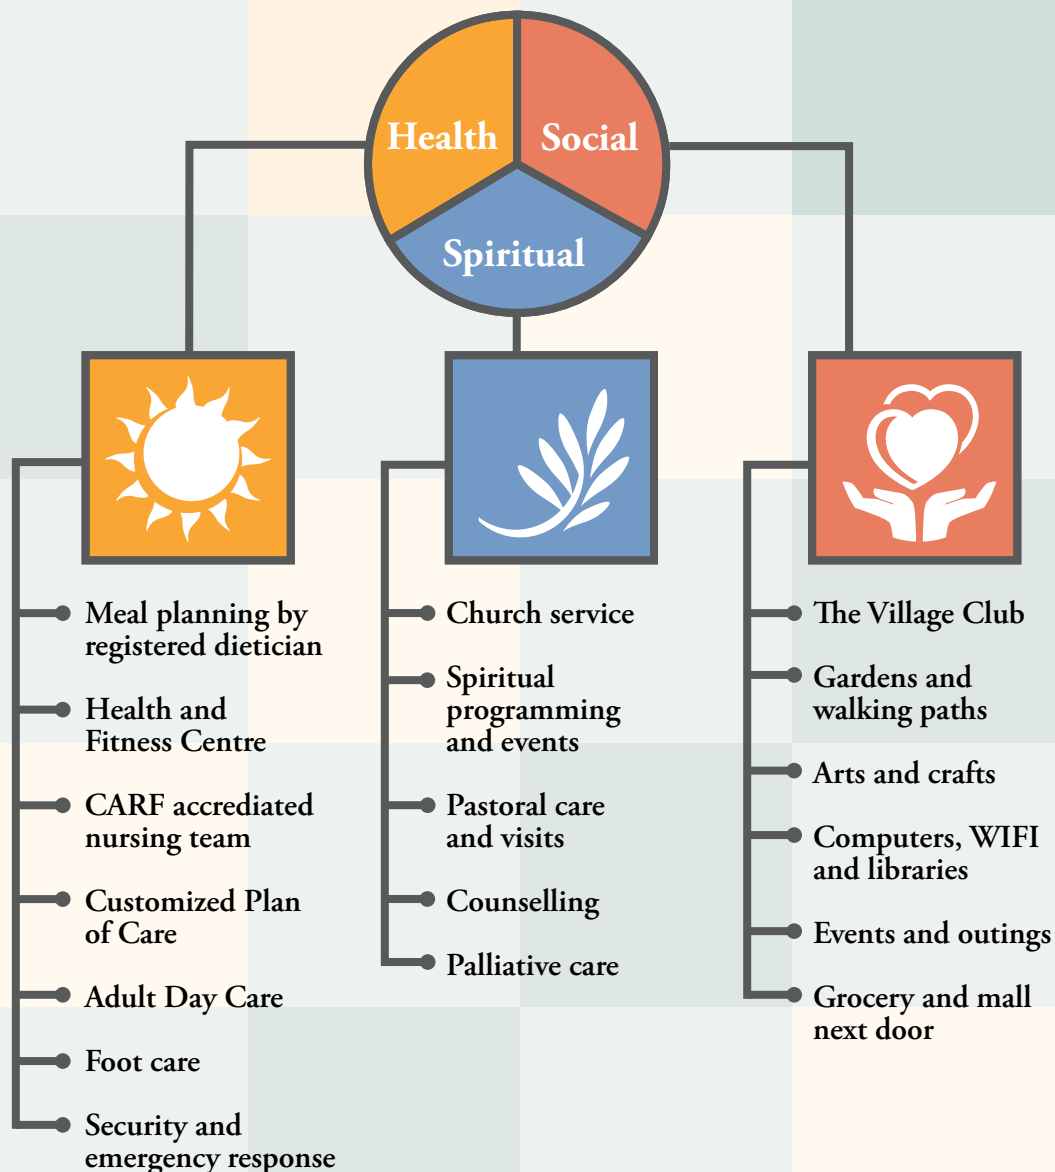 Health
Social
Spiritual
Meal planning by
registered dietician
Health and
Fitness Centre
CARF accrediated
nursing team
Customized Plan
of Care
Adult Day Care
Foot care
Security and
emergency response
Church service
Spiritual
programming
and events
Pastoral care
and visits
Counselling
Palliative care
The Village Club
Gardens and
walking paths
Arts and crafts
Computers, WIFI
and libraries
Events and outings
Grocery and mall
next door